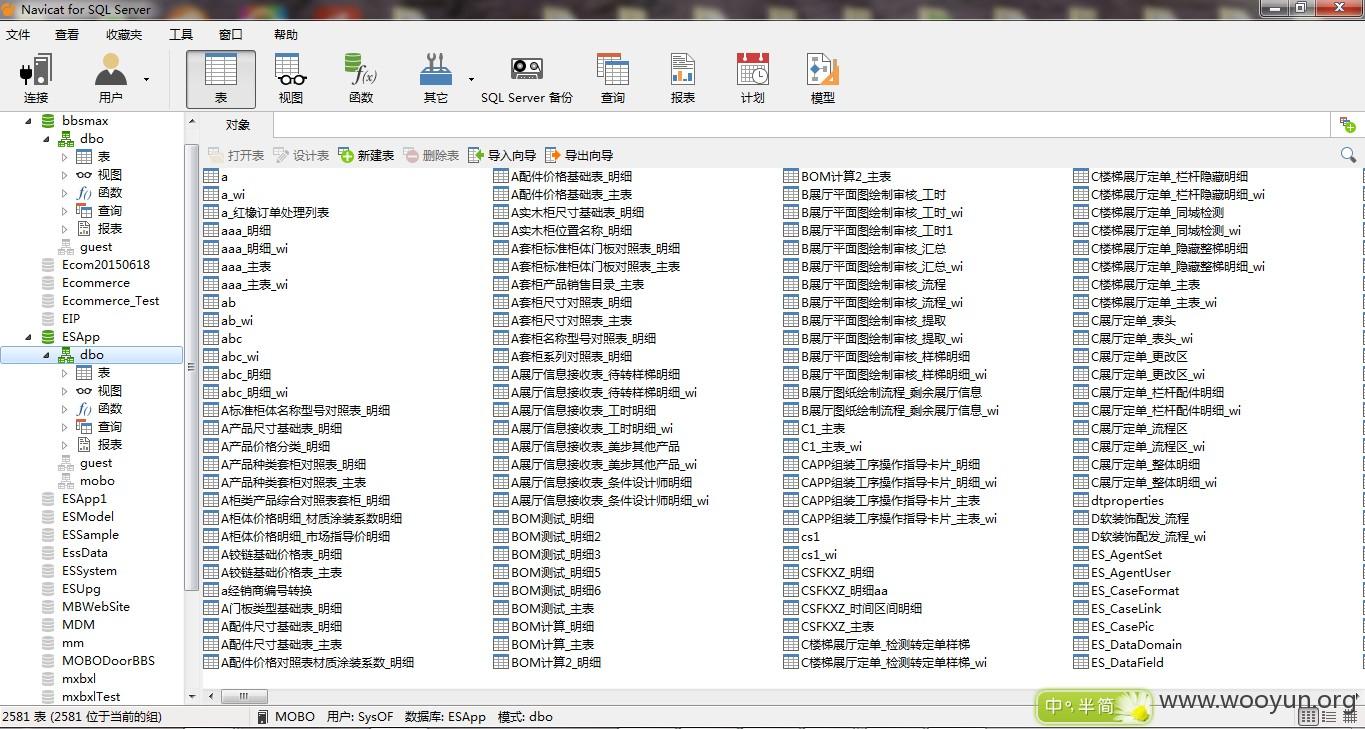 Navicat for SQL Server
文件 查看 收藏夹 工具 窗口 帮助
连接 用户 表 视图 函数 其它 SQL Server 备份 查询 报表 计划 模型
对象
打开表 设计表 新建表 删除表 导入向导 导出向导
bbsmax
dbo
表
视图
函数
查询
报表
guest
Ecom20150618
Ecommerce
Ecommerce_Test
EIP
ESApp
dbo
表
视图
函数
查询
报表
guest
mobo
ESApp1
ESModel
ESSample
EssData
ESSystem
ESUpg
MBWebSite
MDM
mm
MOBODoorBBS
mxbxl
mxbxlTest
a
a_wi
a_红橡订单处理列表
aaa_明细
aaa_明细_wi
aaa_主表
aaa_主表_wi
ab
ab_wi
abc
abc_wi
abc_明细
abc_明细_wi
A标准柜体名称型号对照表_明细
A产品尺寸基础表_明细
A产品价格分类_明细
A产品种类套柜对照表_明细
A产品种类套柜对照表_主表
A柜类产品综合对照表套柜_明细
A柜体价格明细_材质涂装系数明细
A柜体价格明细_市场指导价明细
A铰链基础价格表_明细
A铰链基础价格表_主表
a经销商编号转换
A门板类型基础表_明细
A配件尺寸基础表_明细
A配件尺寸基础表_主表
A配件价格对照表材质涂装系数_明细
A配件价格基础表_明细
A配件价格基础表_主表
A实木柜尺寸基础表_明细
A实木柜位置名称_明细
A套柜标准柜体门板对照表_明细
A套柜标准柜体门板对照表_主表
A套柜产品销售目录_主表
A套柜尺寸对照表_明细
A套柜尺寸对照表_主表
A套柜名称型号对照表_明细
A套柜系列对照表_明细
A展厅信息接收表_待转样梯明细
A展厅信息接收表_待转样梯明细_wi
A展厅信息接收表_工时明细
A展厅信息接收表_工时明细_wi
A展厅信息接收表_美步其他产品
A展厅信息接收表_美步其他产品_wi
A展厅信息接收表_条件设计师明细
A展厅信息接收表_条件设计师明细_wi
BOM测试_明细
BOM测试_明细2
BOM测试_明细3
BOM测试_明细5
BOM测试_明细6
BOM测试_主表
BOM计算_明细
BOM计算_主表
BOM计算2_明细
BOM计算2_主表
B展厅平面图绘制审核_工时
B展厅平面图绘制审核_工时_wi
B展厅平面图绘制审核_工时1
B展厅平面图绘制审核_汇总
B展厅平面图绘制审核_汇总_wi
B展厅平面图绘制审核_流程
B展厅平面图绘制审核_流程_wi
B展厅平面图绘制审核_提取
B展厅平面图绘制审核_提取_wi
B展厅平面图绘制审核_样梯明细
B展厅平面图绘制审核_样梯明细_wi
B展厅图纸绘制流程_剩余展厅信息
B展厅图纸绘制流程_剩余展厅信息_wi
C1_主表
C1_主表_wi
CAPP组装工序操作指导卡片_明细
CAPP组装工序操作指导卡片_明细_wi
CAPP组装工序操作指导卡片_主表
CAPP组装工序操作指导卡片_主表_wi
cs1
cs1_wi
CSFKXZ_明细
CSFKXZ_明细aa
CSFKXZ_时间区间明细
CSFKXZ_主表
C楼梯展厅定单_检测转定单样梯
C楼梯展厅定单_检测转定单样梯_wi
C楼梯展厅定单_栏杆隐藏明细
C楼梯展厅定单_栏杆隐藏明细_wi
C楼梯展厅定单_同城检测
C楼梯展厅定单_同城检测_wi
C楼梯展厅定单_隐藏整梯明细
C楼梯展厅定单_隐藏整梯明细_wi
C楼梯展厅定单_主表
C楼梯展厅定单_主表_wi
C展厅定单_表头
C展厅定单_表头_wi
C展厅定单_更改区
C展厅定单_更改区_wi
C展厅定单_栏杆配件明细
C展厅定单_栏杆配件明细_wi
C展厅定单_流程区
C展厅定单_流程区_wi
C展厅定单_整体明细
C展厅定单_整体明细_wi
dtproperties
D软装饰配发_流程
D软装饰配发_流程_wi
ES_AgentSet
ES_AgentUser
ES_CaseFormat
ES_CaseLink
ES_CasePic
ES_DataDomain
ES_DataField
中 半 简
www.wooyun.org
2581 表 (2581 位于当前的组) MOBO 用户: SysOF 数据库: ESApp 模式: dbo